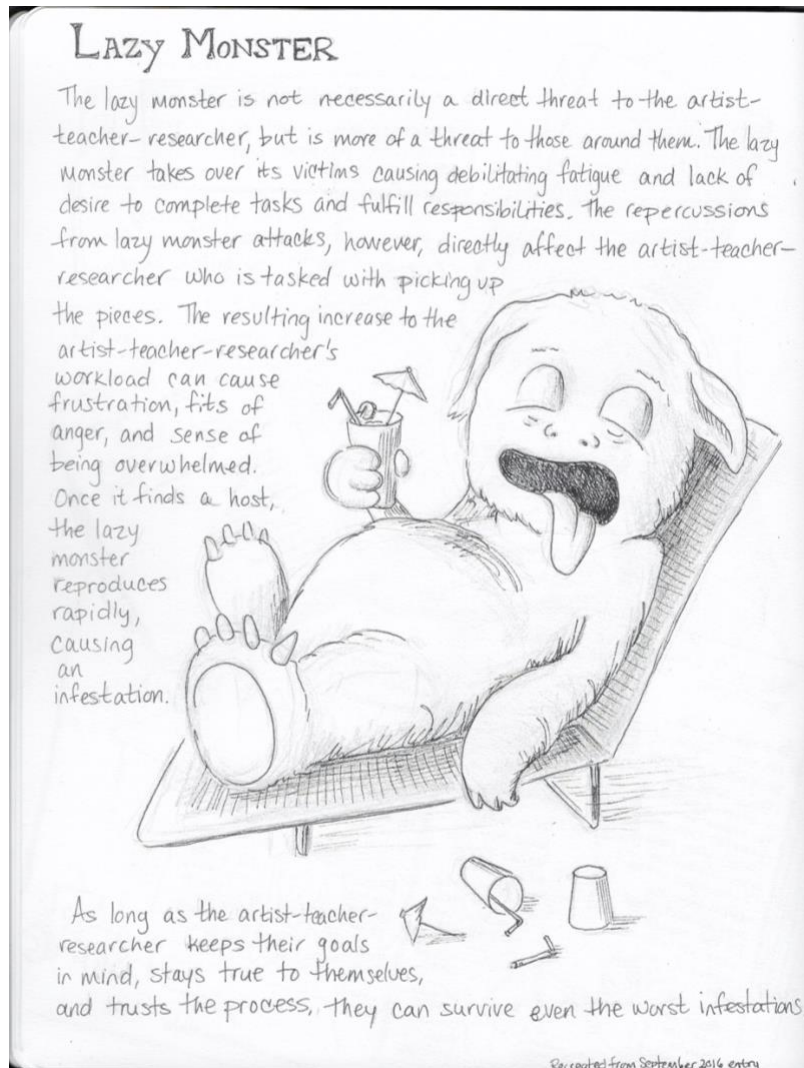 LAZY MONSTER
The lazy monster is not necessarily a direct threat to the artist-
teacher-researcher, but is more of a threat to those around them. The lazy
monster takes over its victims causing debilitating fatigue and lack of
desire to complete tasks and fulfill responsibilities. The repercussions
from lazy monster attacks, however, directly affect the artist-teacher-
researcher who is tasked with picking up
the pieces. The resulting increase to the
artist-teacher-researcher's
workload can cause
frustration, fits of
anger, and sense of
being overwhelmed.
Once it finds a host,
the lazy
monster
reproduces
rapidly,
causing
an
infestation.
As long as the artist-teacher-
researcher keeps their goals
in mind, stays true to themselves,
and trusts the process, they can survive even the worst infestations
Recreated from September 2016 entry